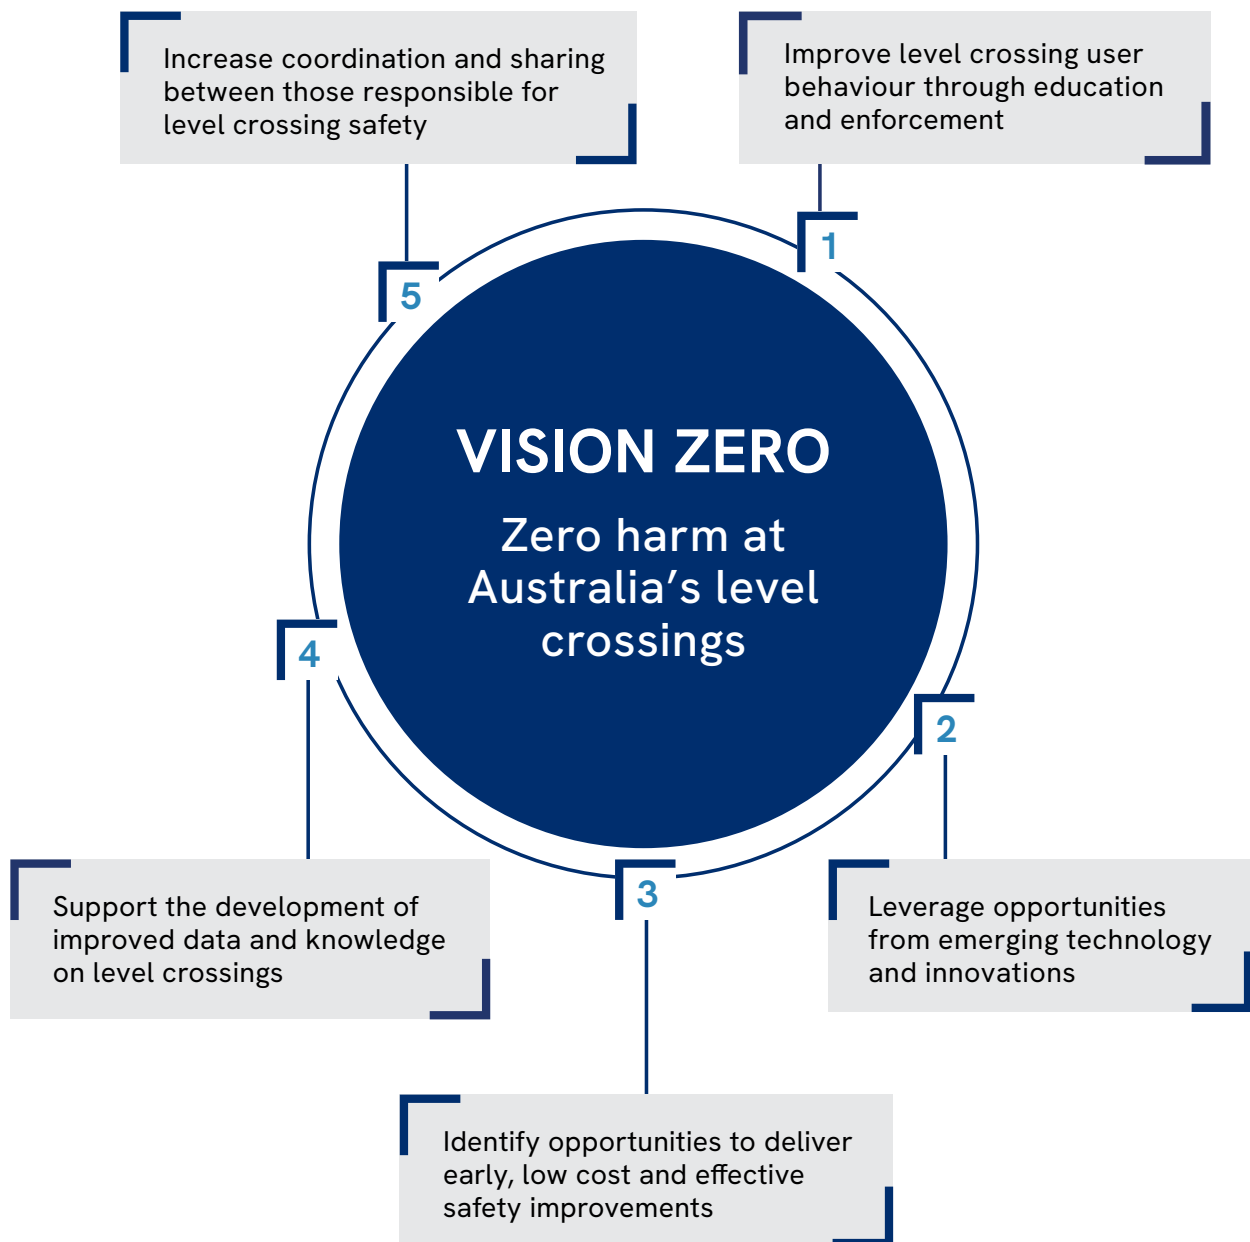 Increase coordination and sharing
between those responsible for
level crossing safety
Improve level crossing user
behaviour through education
and enforcement
1
5
VISION ZERO
Zero harm at
Australia’s level
crossings
4
2
3
Support the development of
improved data and knowledge
on level crossings
Leverage opportunities
from emerging technology
and innovations
Identify opportunities to deliver
early, low cost and effective
safety improvements